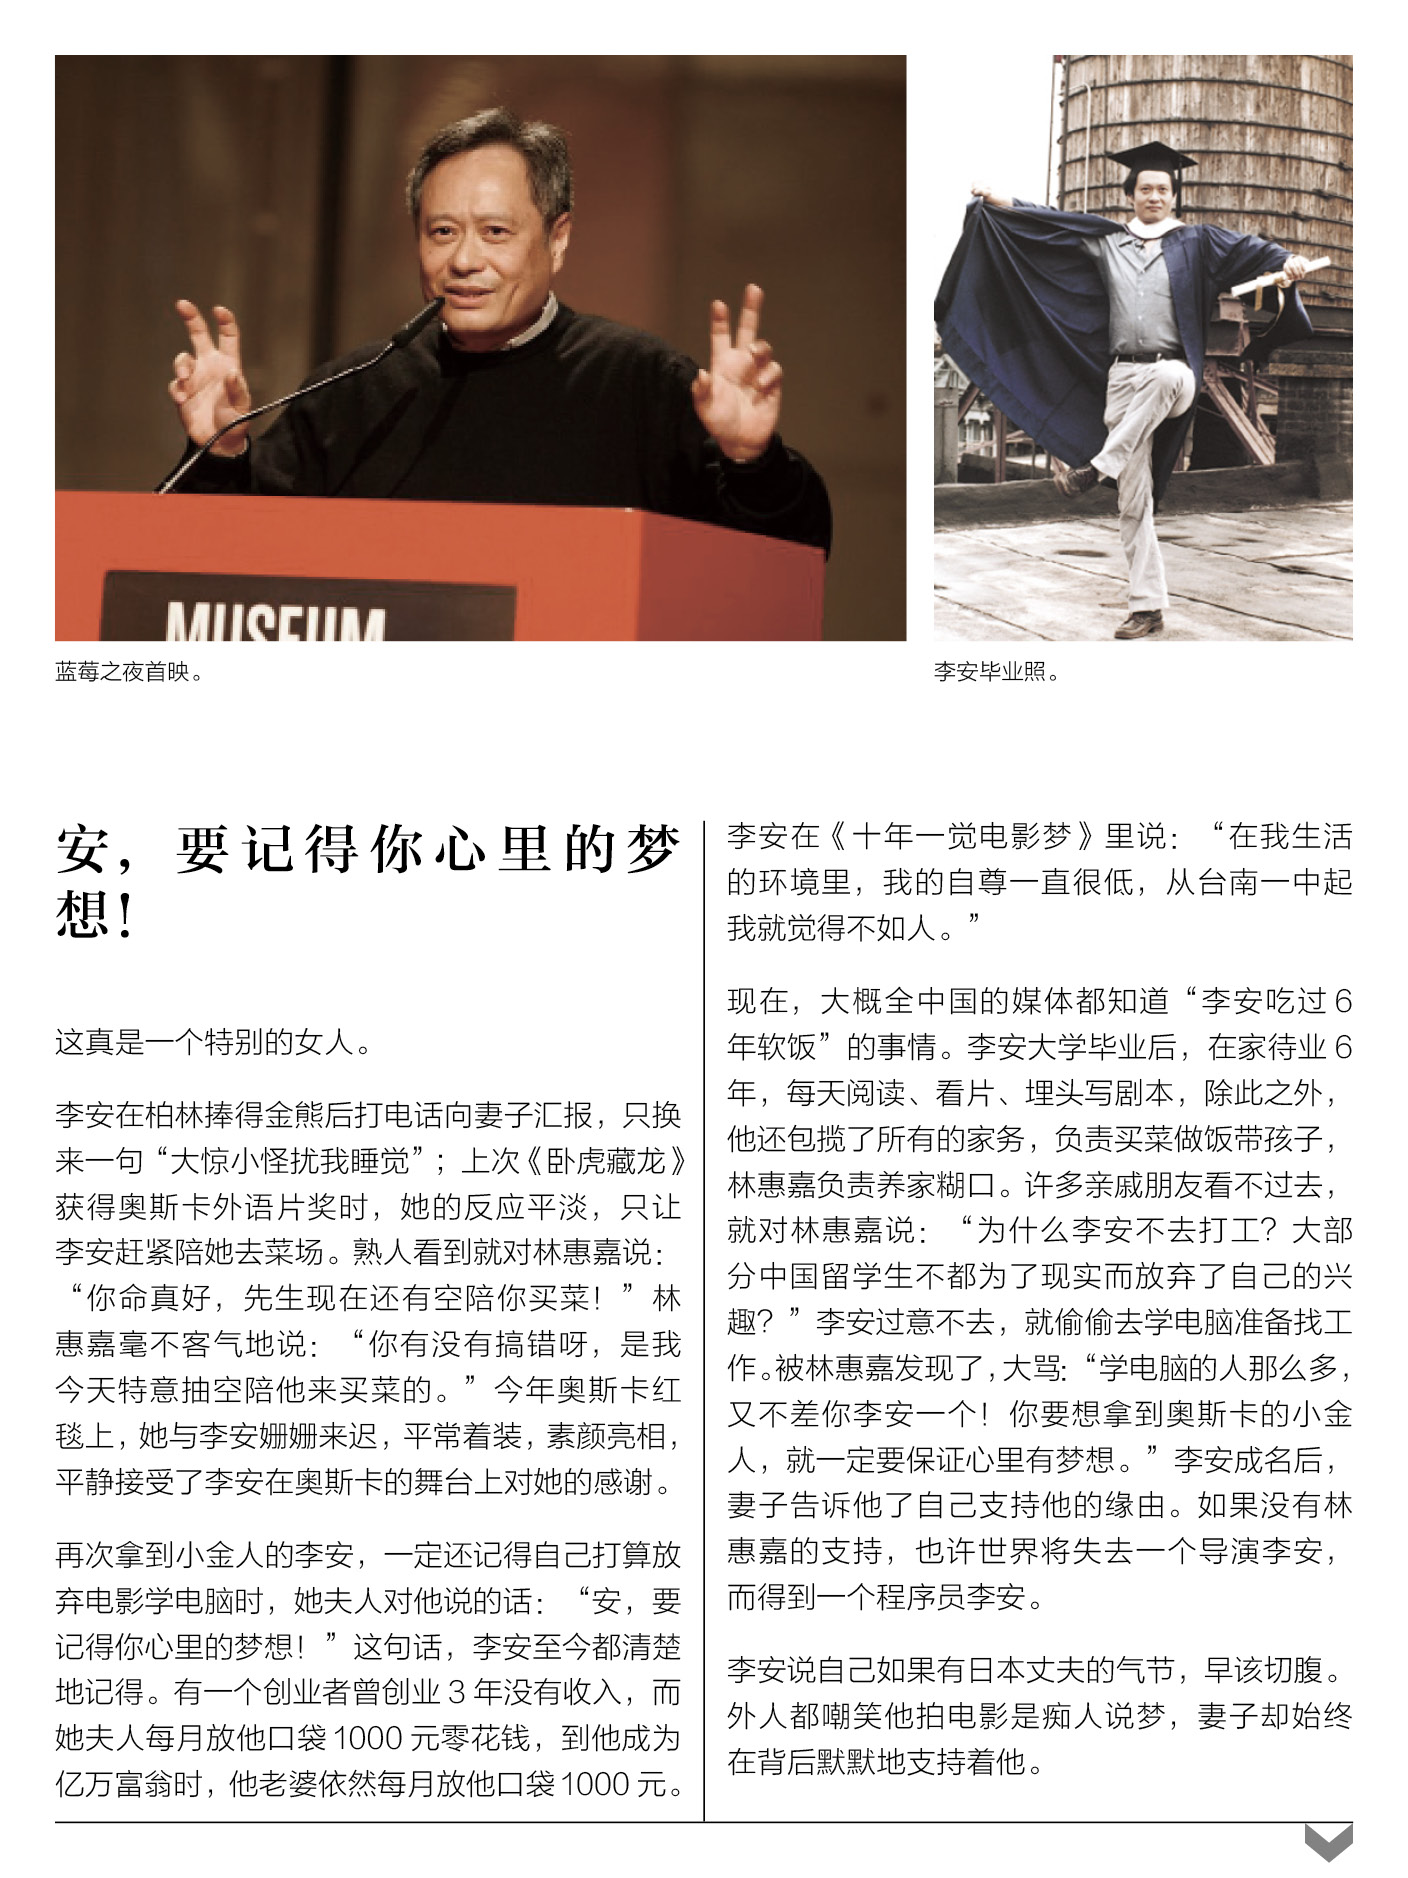 MUSEUM
蓝莓之夜首映。
李安毕业照。
安，要记得你心里的梦
想！
这真是一个特别的女人。
李安在柏林捧得金熊后打电话向妻子汇报，只换
来一句“大惊小怪扰我睡觉”；上次《卧虎藏龙》
获得奥斯卡外语片奖时，她的反应平淡，只让
李安赶紧陪她去菜场。熟人看到就对林惠嘉说：
“你命真好，先生现在还有空陪你买菜！”林
惠嘉毫不客气地说：“你有没有搞错呀，是我
今天特意抽空陪他来买菜的。”今年奥斯卡红
毯上，她与李安姗姗来迟，平常着装，素颜亮相，
平静接受了李安在奥斯卡的舞台上对她的感谢。
再次拿到小金人的李安，一定还记得自己打算放
弃电影学电脑时，她夫人对他说的话：“安，要
记得你心里的梦想！”这句话，李安至今都清楚
地记得。有一个创业者曾创业 3 年没有收入，而
她夫人每月放他口袋 1000 元零花钱，到他成为
亿万富翁时，他老婆依然每月放他口袋 1000 元。
李安在《十年一觉电影梦》里说：“在我生活
的环境里，我的自尊一直很低，从台南一中起
我就觉得不如人。”
现在，大概全中国的媒体都知道“李安吃过 6
年软饭”的事情。李安大学毕业后，在家待业 6
年，每天阅读、看片、埋头写剧本，除此之外，
他还包揽了所有的家务，负责买菜做饭带孩子，
林惠嘉负责养家糊口。许多亲戚朋友看不过去，
就对林惠嘉说：“为什么李安不去打工？大部
分中国留学生不都为了现实而放弃了自己的兴
趣？”李安过意不去，就偷偷去学电脑准备找工
作。被林惠嘉发现了，大骂：“学电脑的人那么多，
又不差你李安一个！你要想拿到奥斯卡的小金
人，就一定要保证心里有梦想。”李安成名后，
妻子告诉他了自己支持他的缘由。如果没有林
惠嘉的支持，也许世界将失去一个导演李安，
而得到一个程序员李安。
李安说自己如果有日本丈夫的气节，早该切腹。
外人都嘲笑他拍电影是痴人说梦，妻子却始终
在背后默默地支持着他。